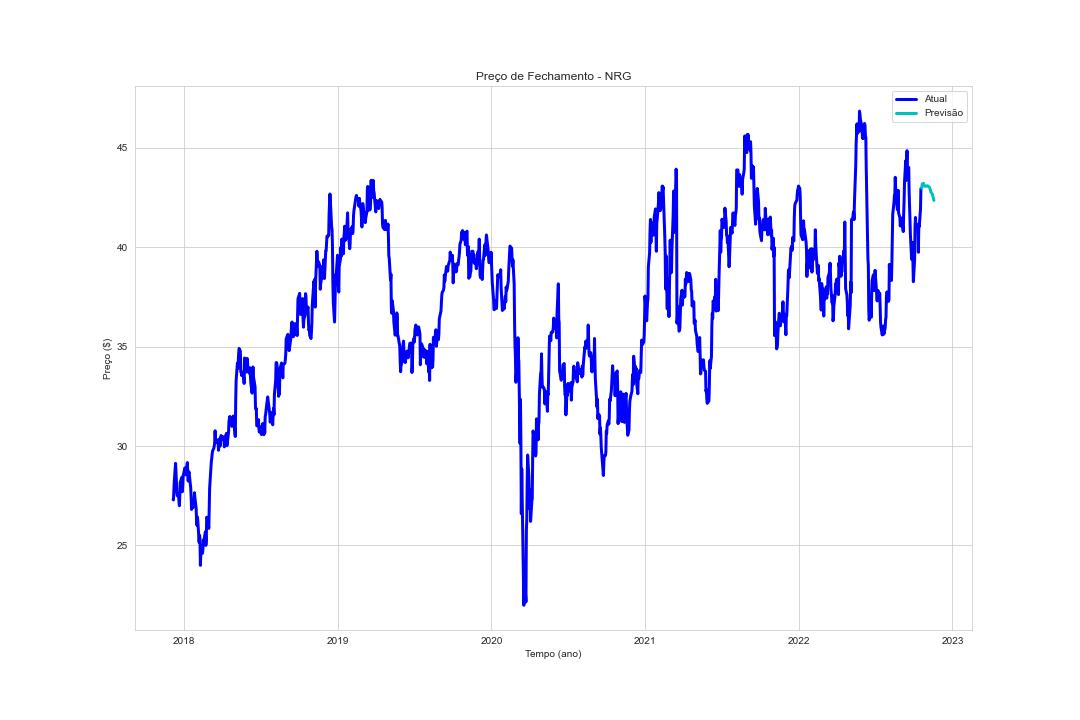 Preço de Fechamento - NRG
Atual
Previsão
45
40
35
30
25
Preço ($)
2018 2019 2020 2021 2022 2023
Tempo (ano)